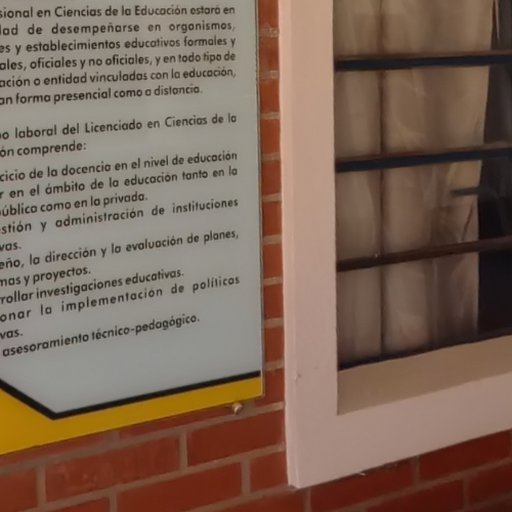 sional en Ciencias de la Educación estará en
dad de desempeñarse en organismos,
es y establecimientos educativos formales y
ales, oficiales y no oficiales, y en todo tipo de
ación o entidad vinculadas con la educación,
an forma presencial como a distancia.
o laboral del Licenciado en Ciencias de la
ón comprende:
cicio de la docencia en el nivel de educación
r en el ámbito de la educación tanto en la
pública como en la privada.
estión y administración de instituciones
vas.
eño, la dirección y la evaluación de planes,
mas y proyectos.
rrollar investigaciones educativas.
onar la implementación de políticas
vas.
asesoramiento técnico-pedagógico.